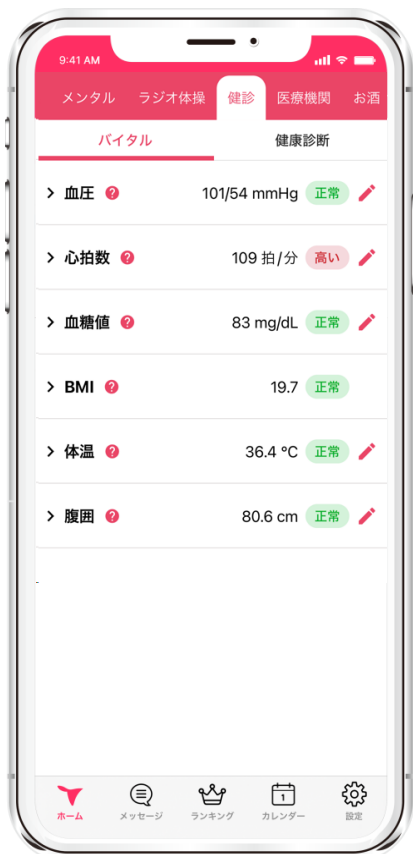 9:41 AM
メンタル ラジオ体操 健診 医療機関 お酒
バイタル 健康診断
血圧 ? 101/54 mmHg 正常
心拍数 ? 109 拍/分 高い
血糖値 ? 83 mg/dL 正常
BMI ? 19.7 正常
体温 ? 36.4 ℃ 正常
腹囲 ? 80.6 cm 正常
1
ホーム メッセージ ランキング カレンダー 設定